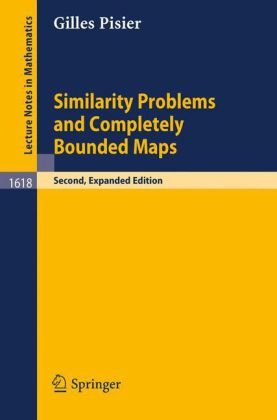 Gilles Pisier
Lecture Notes in Mathematics
1618
Similarity Problems
and Completely
Bounded Maps
Second, Expanded Edition
Springer